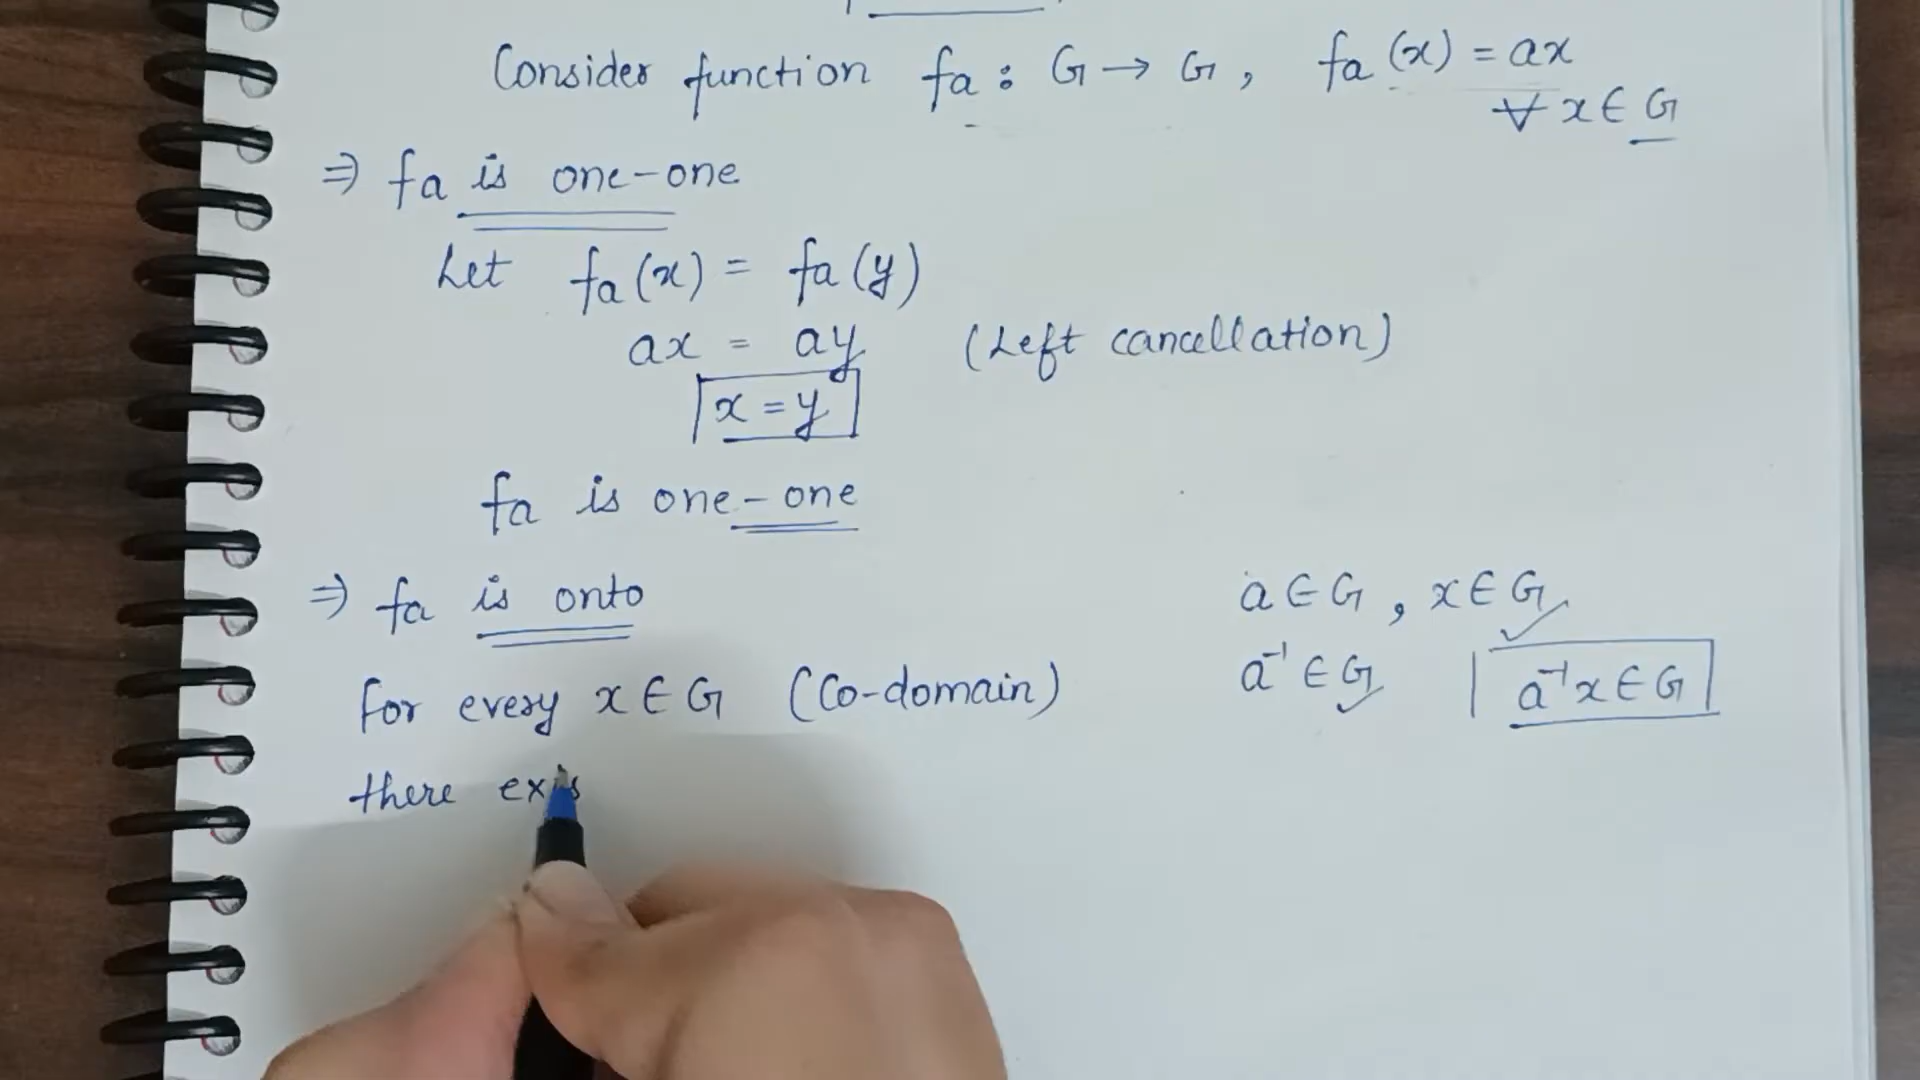 Consider function fa : G → G, fa (x) = ax
∀ x ∈ G
⇒ fa is one-one
Let fa (x) = fa (y)
ax = ay (Left cancellation)
x = y
fa is one-one
⇒ fa is onto
a ∈ G , x ∈ G
For every x ∈ G (Co-domain)
a⁻¹ ∈ G a⁻¹x ∈ G
there exis